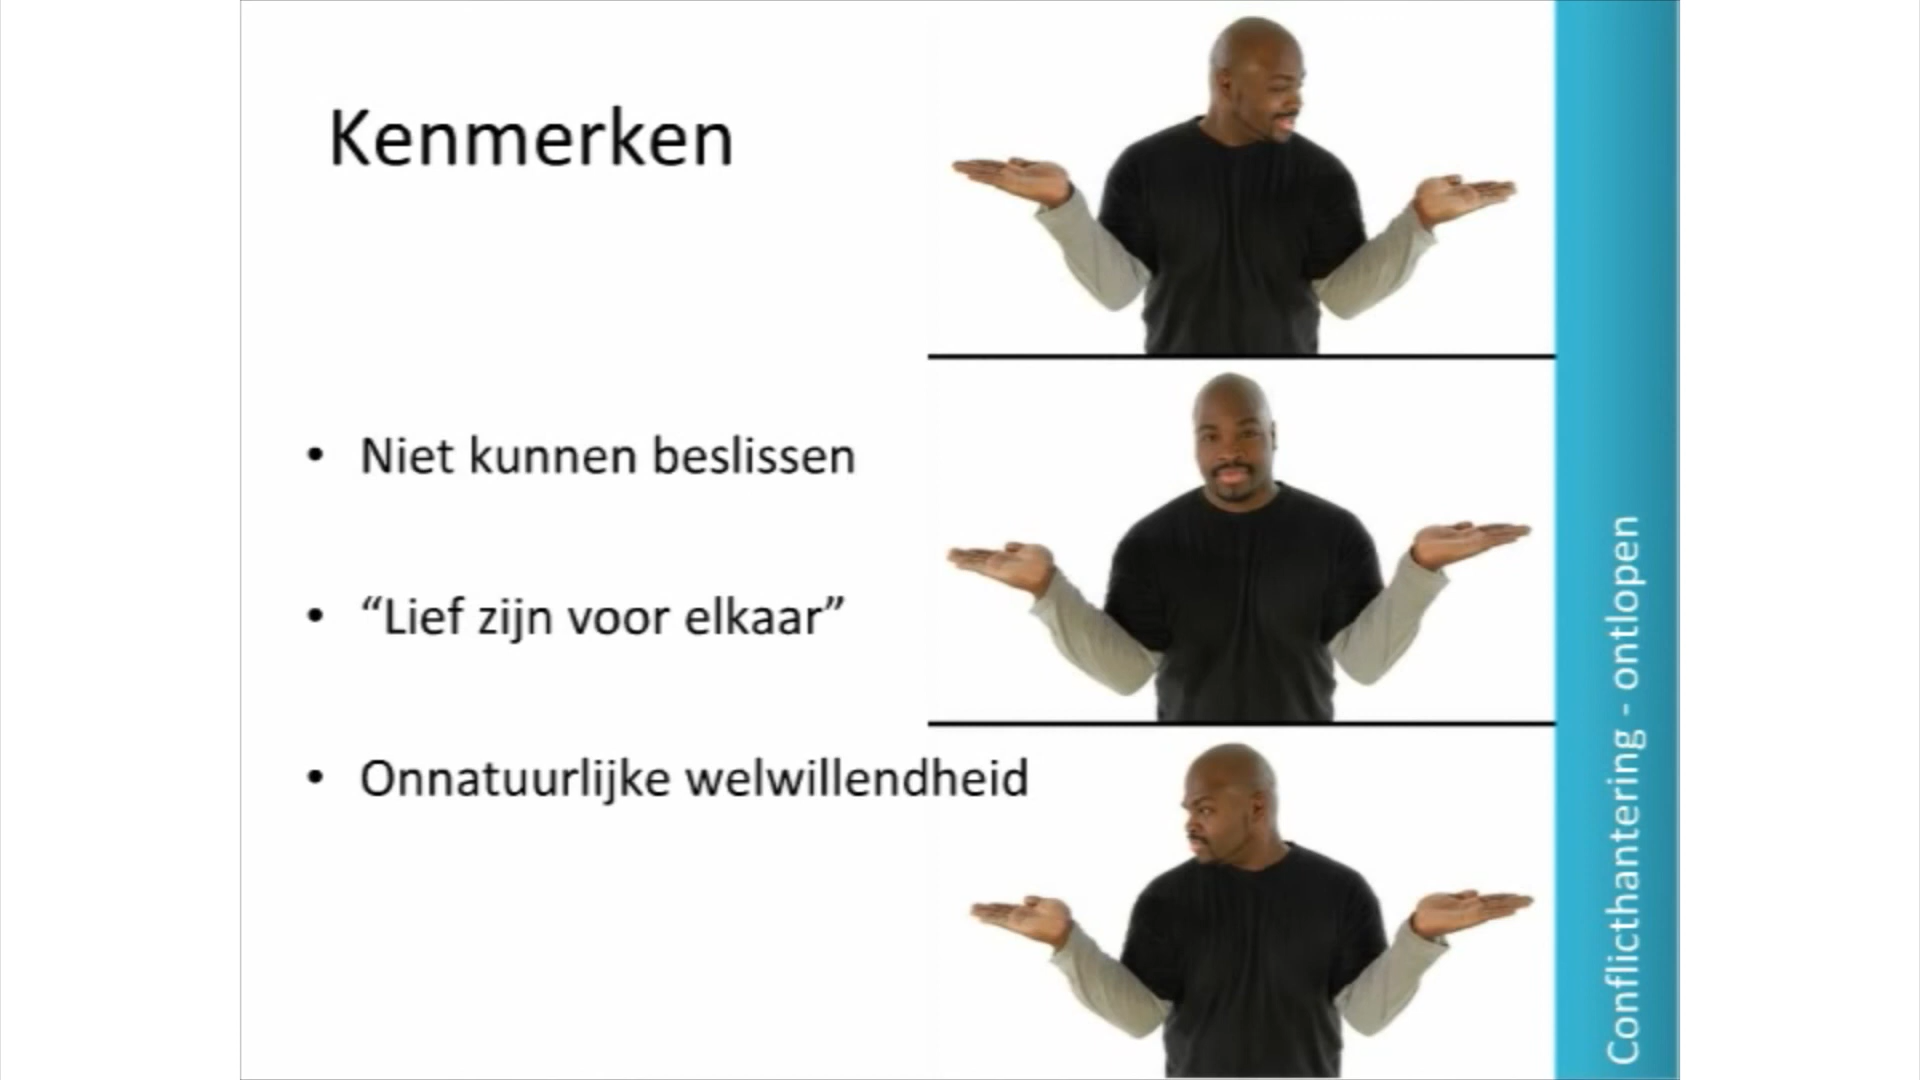 Kenmerken
• Niet kunnen beslissen
• “Lief zijn voor elkaar”
• Onnatuurlijke welwillendheid
Conflicthantering - ontlopen